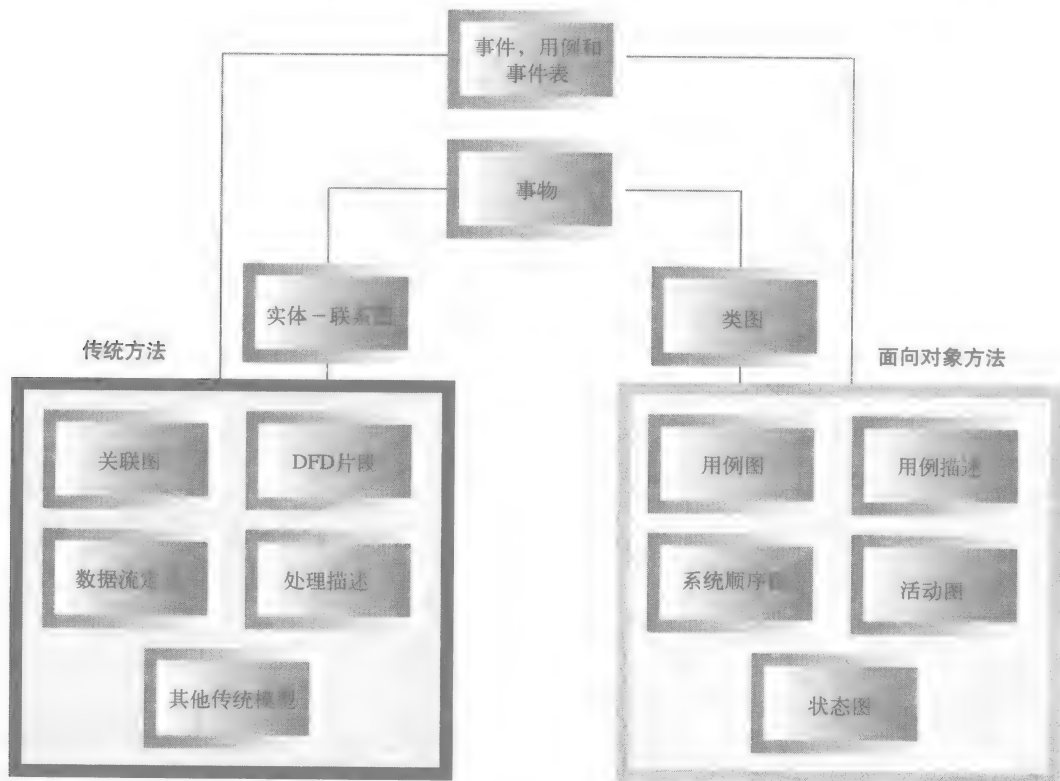 事件，用例和
事件表
事物
实体－联系图
类图
传统方法
面向对象方法
关联图
DFD片段
用例图
用例描述
数据流定
处理描述
系统顺序图
活动图
其他传统模型
状态图